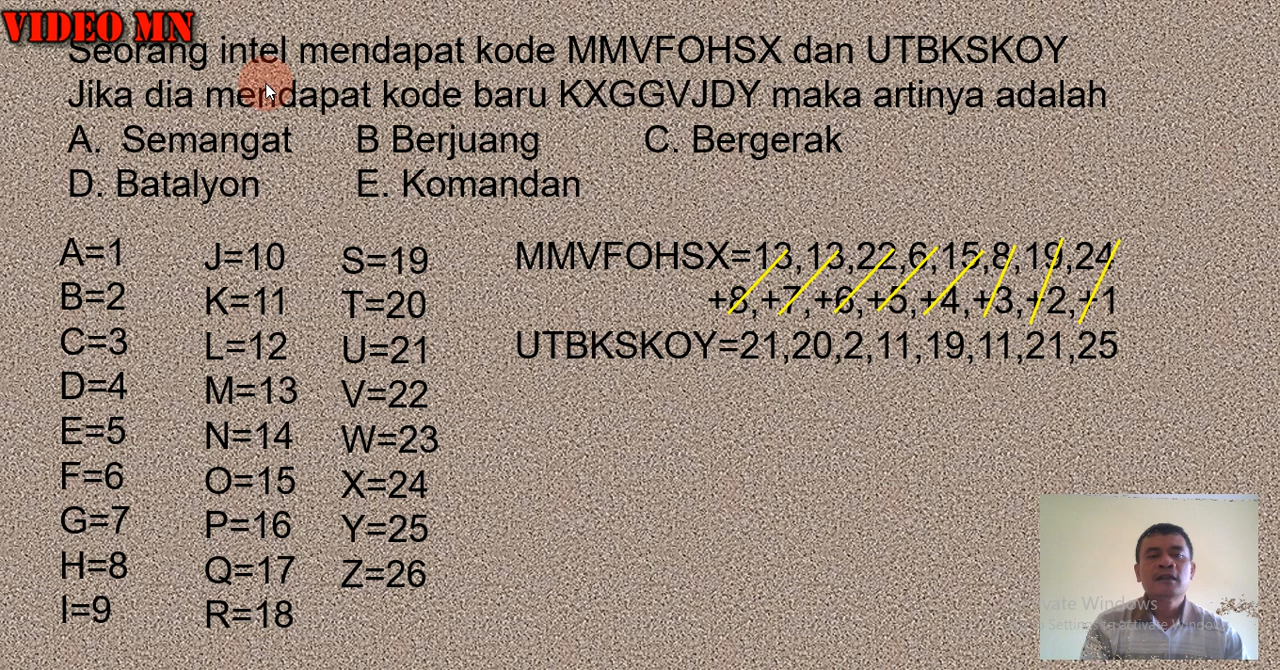 VIDEO MN
Seorang intel mendapat kode MMVFOHSX dan UTBKSKOY
Jika dia mendapat kode baru KXGGVJDY maka artinya adalah
A. Semangat B Berjuang C. Bergerak
D. Batalyon E. Komandan
A=1 J=10 S=19
B=2 K=11 T=20
C=3 L=12 U=21
D=4 M=13 V=22
E=5 N=14 W=23
F=6 O=15 X=24
G=7 P=16 Y=25
H=8 Q=17 Z=26
I=9 R=18
MMVFOHSX=13,13,22,6,15,8,19,24
+8,+7,+6,+5,+4,+3,+2,+1
UTBKSKOY=21,20,2,11,19,11,21,25
Windows